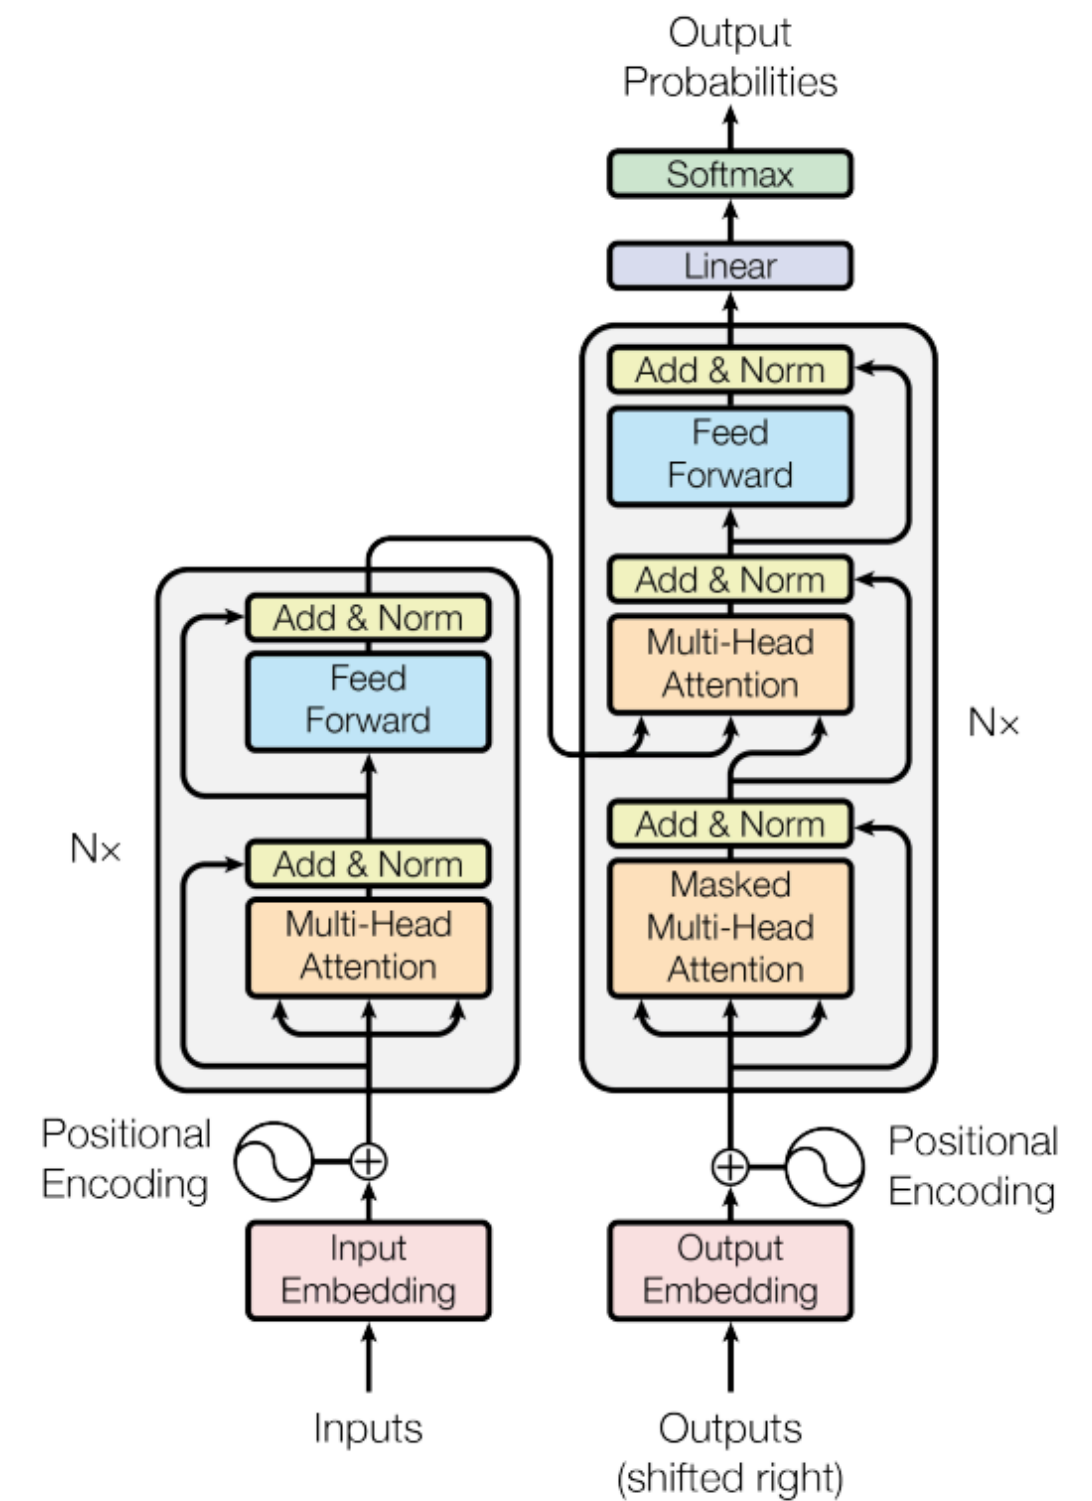 Output
Probabilities
Softmax
Linear
Add & Norm
Feed
Forward
Add & Norm
Multi-Head
Attention
Add & Norm
Masked
Multi-Head
Attention
N×
Positional
Encoding
Output
Embedding
Outputs
(shifted right)
Add & Norm
Feed
Forward
Add & Norm
Multi-Head
Attention
N×
Positional
Encoding
Input
Embedding
Inputs